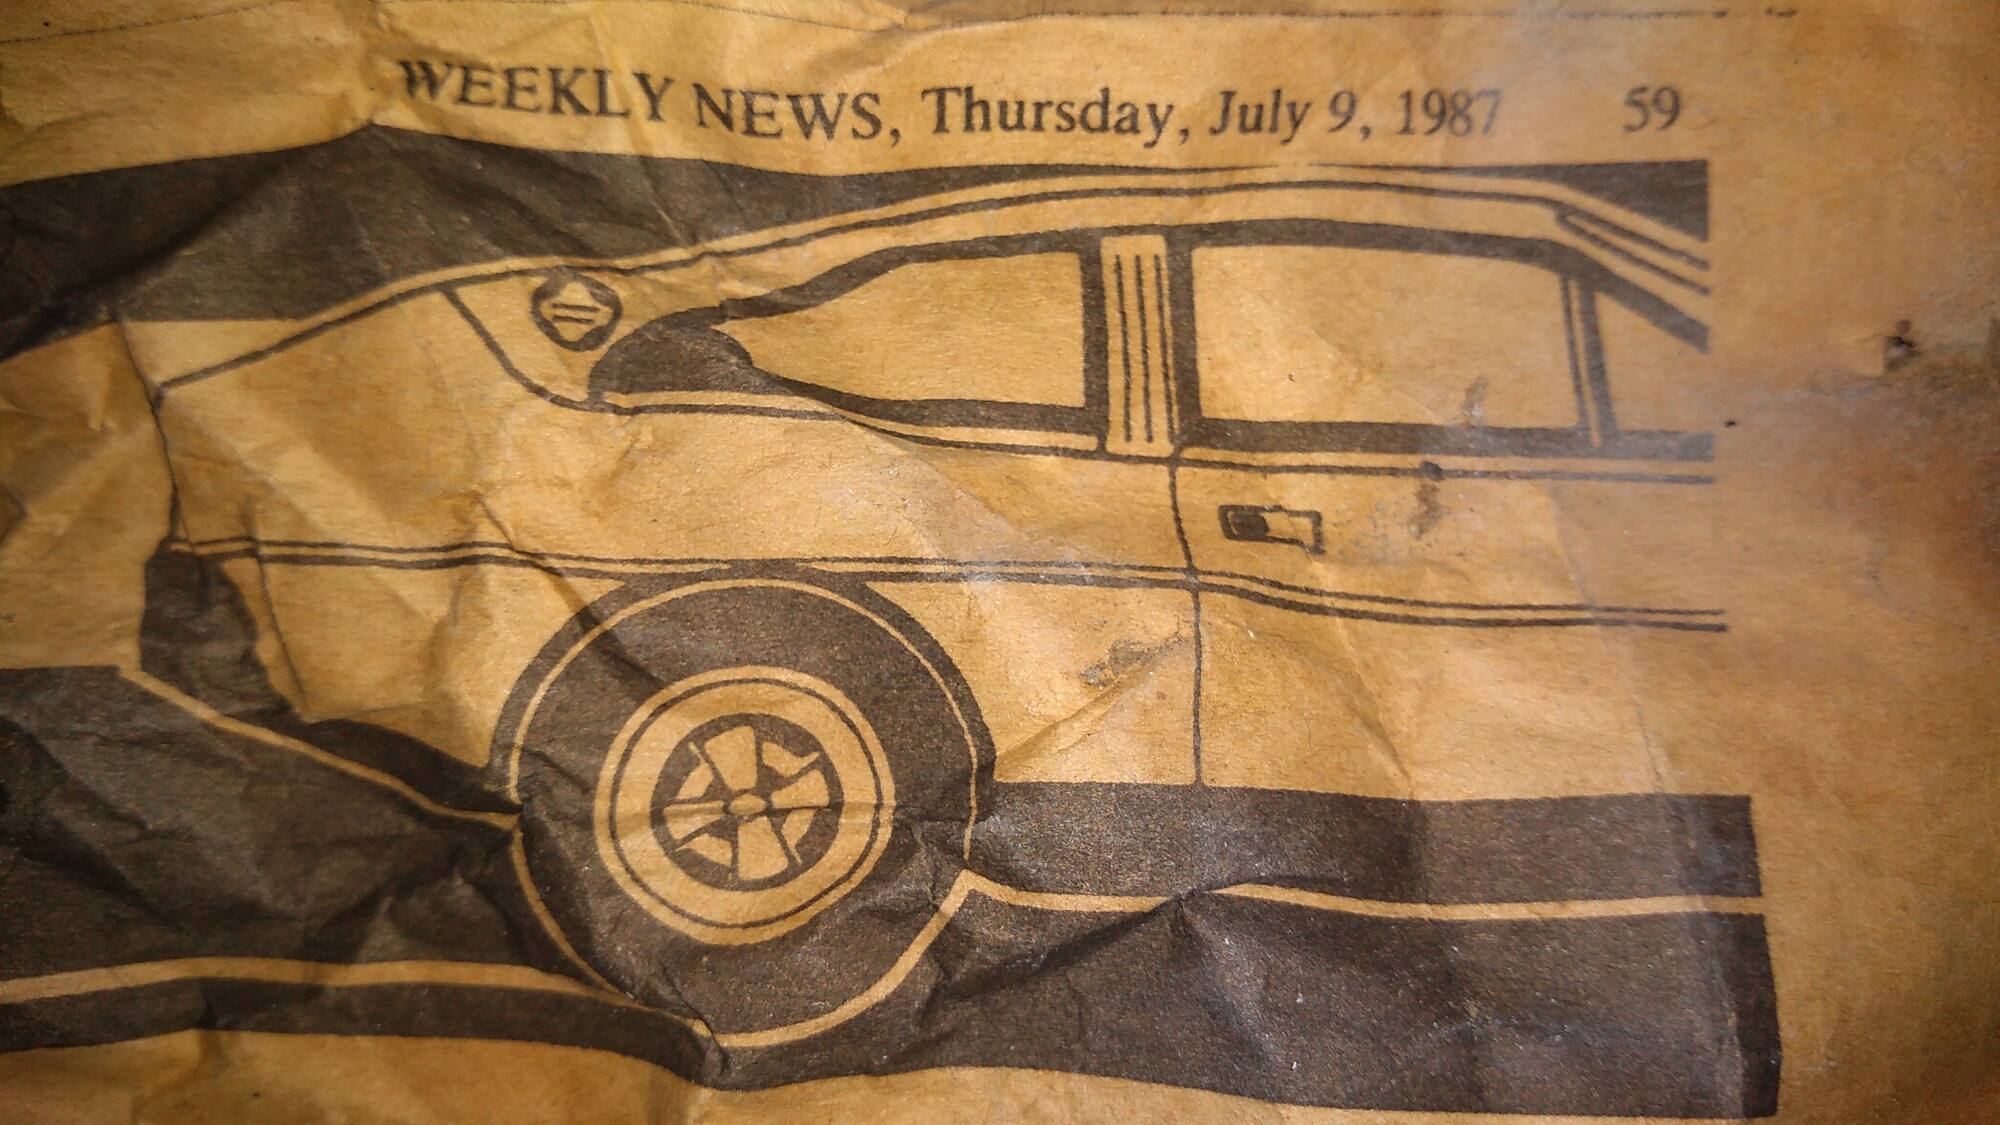 WEEKLY NEWS, Thursday, July 9, 1987 59